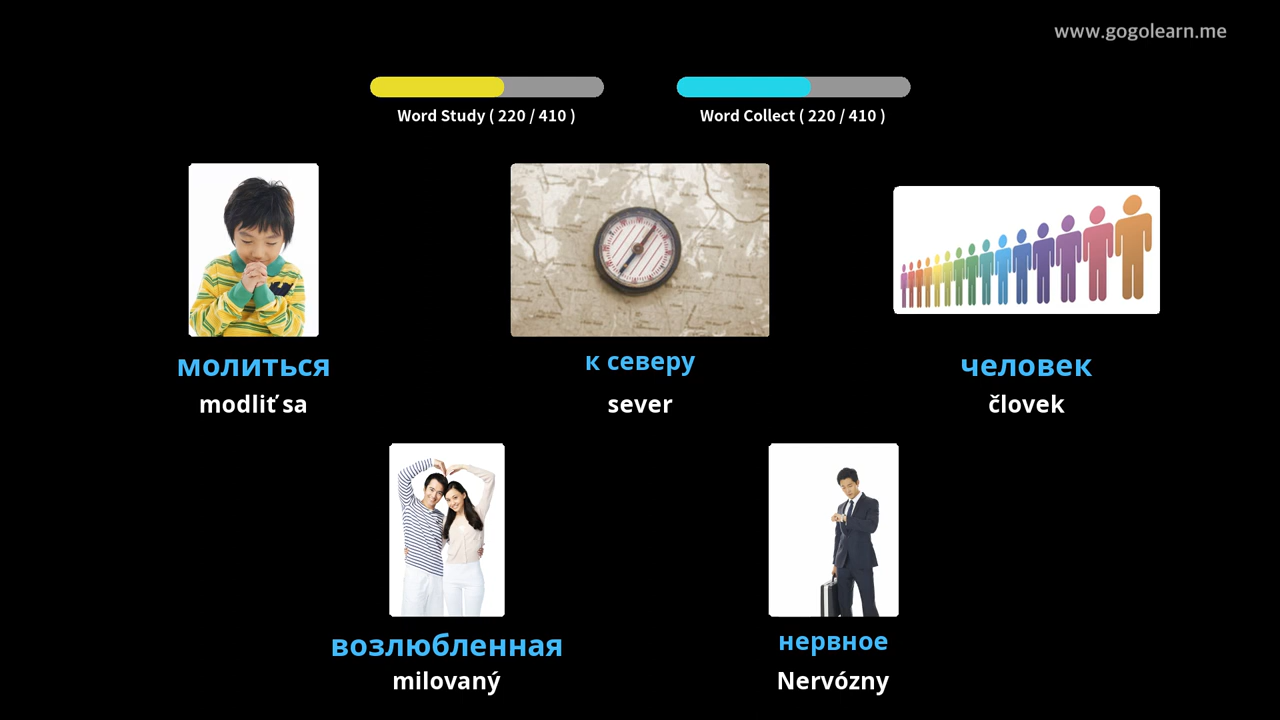 www.gogolearn.me
Word Study ( 220 / 410 )
Word Collect ( 220 / 410 )
молиться
modliť sa
к северу
sever
человек
človek
возлюбленная
milovaný
нервное
Nervózny